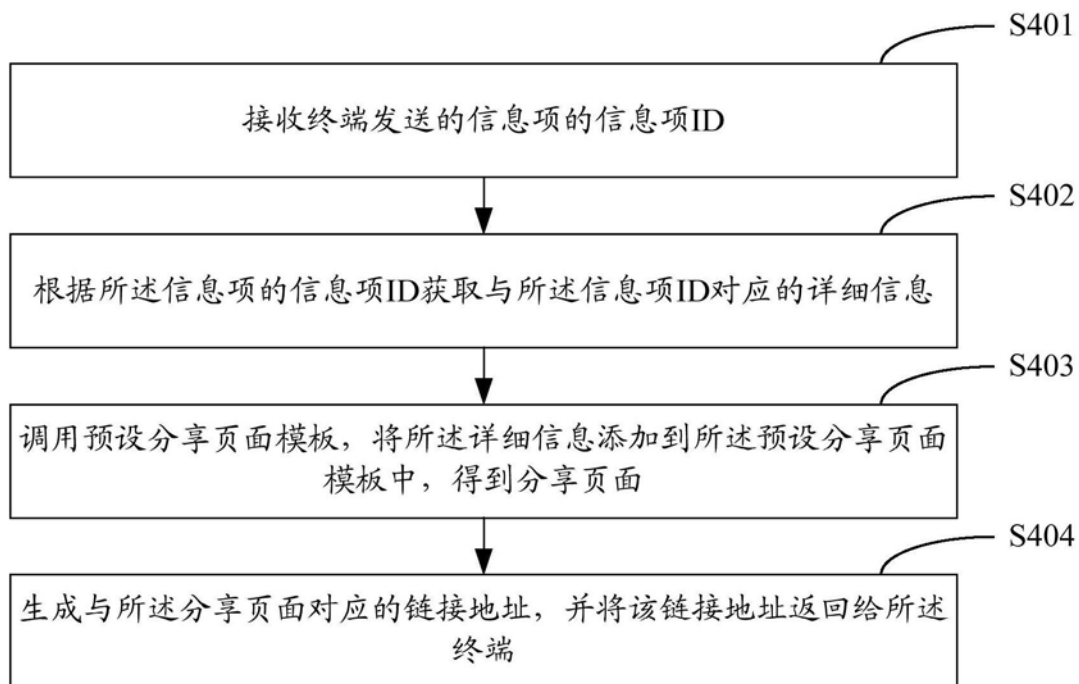 S401
接收终端发送的信息项的信息项ID
S402
根据所述信息项的信息项ID获取与所述信息项ID对应的详细信息
S403
调用预设分享页面模板，将所述详细信息添加到所述预设分享页面
模板中，得到分享页面
S404
生成与所述分享页面对应的链接地址，并将该链接地址返回给所述
终端